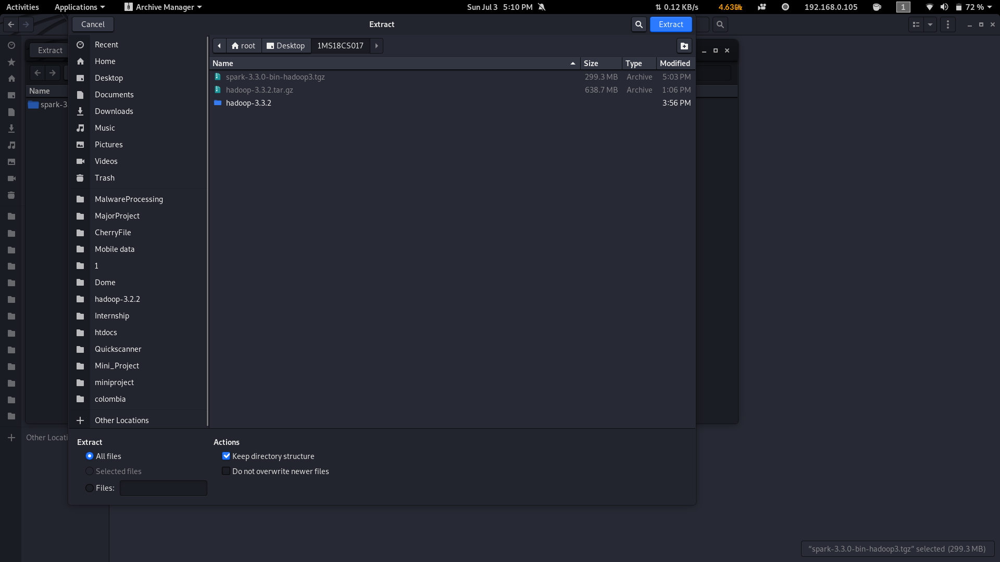 Activities Applications Archive Manager Sun Jul 3 5:10 PM 0.12 KB/s 4.63GHz 192.168.0.105 1 72 %
Cancel Extract Extract
Extract
Recent
Home
Desktop
Documents
Downloads
Music
Pictures
Videos
Trash
MalwareProcessing
MajorProject
CherryFile
Mobile data
1
Dome
hadoop-3.2.2
Internship
htdocs
Quickscanner
Mini_Project
miniproject
colombia
Other Locations
root Desktop 1MS18CS017
Name Size Type Modified
spark-3.3.0-bin-hadoop3.tgz 299.3 MB Archive 5:03 PM
hadoop-3.3.2.tar.gz 638.7 MB Archive 1:06 PM
hadoop-3.3.2 3:56 PM
Name
spark-3
Other Locati
Extract
All files
Selected files
Files:
Actions
Keep directory structure
Do not overwrite newer files
“spark-3.3.0-bin-hadoop3.tgz” selected (299.3 MB)